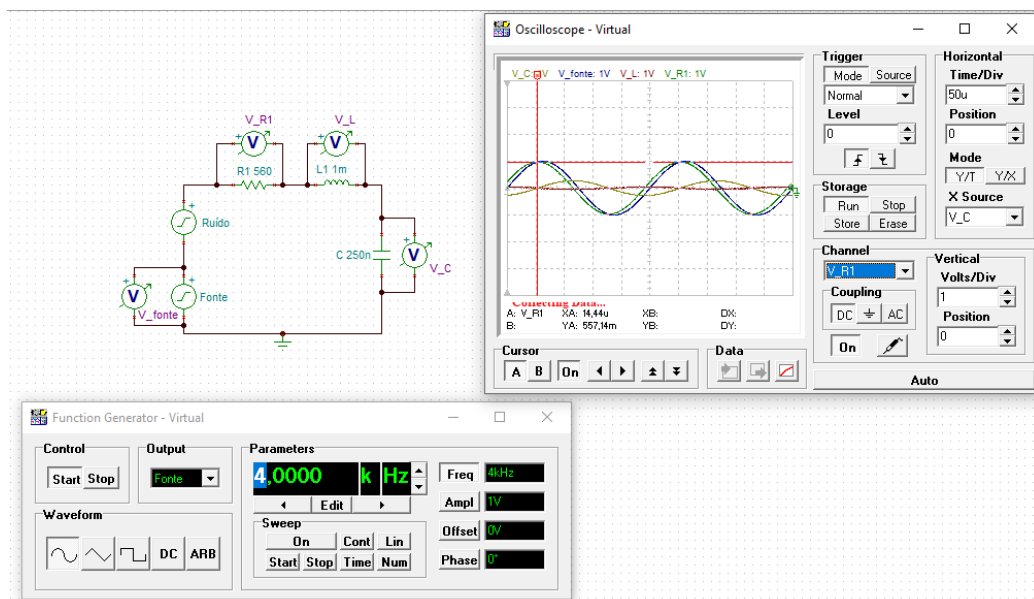 Oscilloscope - Virtual
V_C: 1V V_fonte: 1V V_L: 1V V_R1: 1V
Collecting Data...
A: V_R1 XA: 14,44u XB: DX:
B: YA: 557,14m YB: DY:
Cursor
A B On
Data
Trigger
Mode Source
Normal
Level
0
Storage
Run Stop
Store Erase
Channel
V_R1
Coupling
DC AC
On
Horizontal
Time/Div
50u
Position
0
Mode
Y/T Y/X
X Source
V_C
Vertical
Volts/Div
1
Position
0
Auto
V_R1
V_L
+ V
+ V
R1 560
L1 1m
+
Ruído
C 250n
+ V
V_C
+ V
+
Fonte
V_fonte
Function Generator - Virtual
Control
Start Stop
Output
Fonte
Waveform
DC ARB
Parameters
4,0000 k Hz
Edit
Sweep
On Cont Lin
Start Stop Time Num
Freq 4kHz
Ampl 1V
Offset 0V
Phase 0°